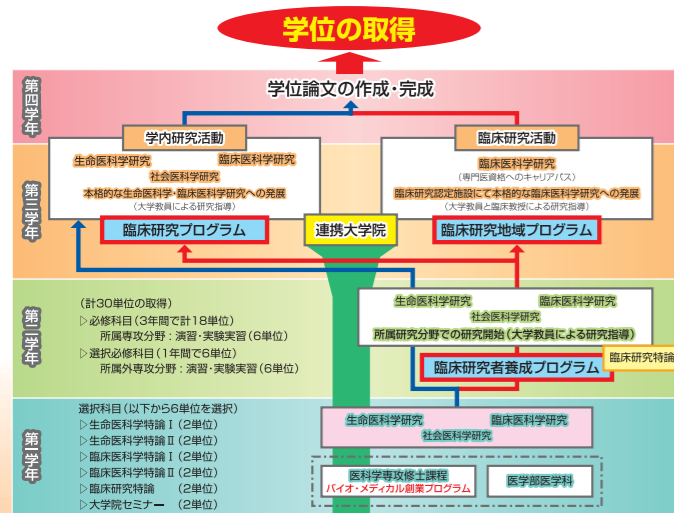 学位の取得
学位論文の作成・完成
第四学年
学内研究活動
生命医科学研究
臨床医科学研究
社会医科学研究
本格的な生命医科学・臨床医科学研究への発展
(大学教員による研究指導)
臨床研究プログラム
臨床研究活動
臨床医科学研究
(専門医資格へのキャリアパス)
臨床研究認定施設にて本格的な臨床医科学研究への発展
(大学教員と臨床教授による研究指導)
臨床研究地域プログラム
連携大学院
第三学年
第二学年
(計30単位の取得)
▷必修科目(3年間で計18単位)
所属専攻分野:演習・実験実習(6単位)
▷選択必修科目(1年間で6単位)
所属外専攻分野:演習・実験実習(6単位)
生命医科学研究
臨床医科学研究
社会医科学研究
所属研究分野での研究開始(大学教員による研究指導)
臨床研究者養成プログラム
臨床研究特論
第一学年
選択科目(以下から6単位を選択)
▷生命医科学特論Ⅰ(2単位)
▷生命医科学特論Ⅱ(2単位)
▷臨床医科学特論Ⅰ(2単位)
▷臨床医科学特論Ⅱ(2単位)
▷臨床研究特論 (2単位)
▷大学院セミナー (2単位)
生命医科学研究
臨床医科学研究
社会医科学研究
医科学専攻修士課程
バイオ・メディカル創業プログラム
医学部医学科